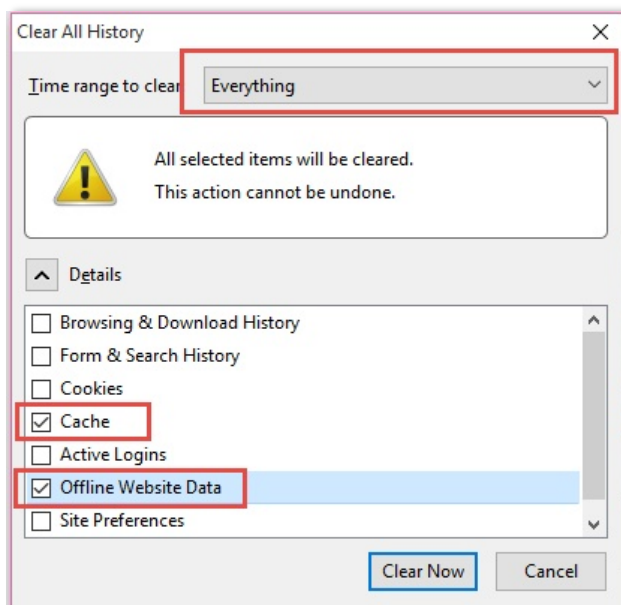 Clear All History
Time range to clear Everything
All selected items will be cleared.
This action cannot be undone.
Details
Browsing & Download History
Form & Search History
Cookies
Cache
Active Logins
Offline Website Data
Site Preferences
Clear Now Cancel